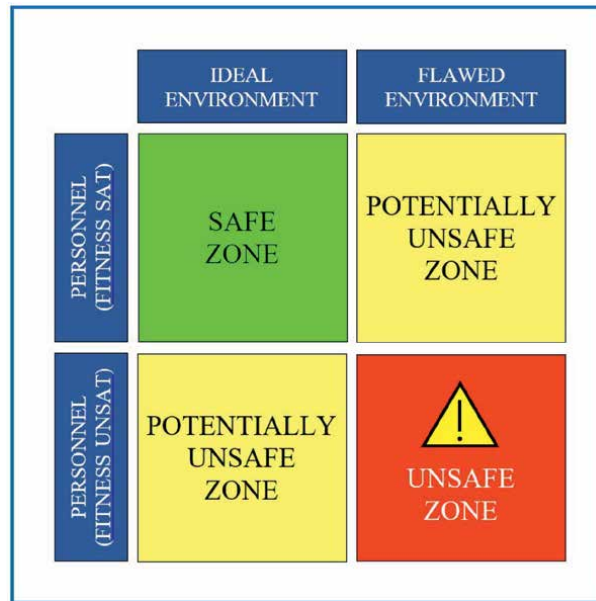 IDEAL
ENVIRONMENT
FLAWED
ENVIRONMENT
PERSONNEL
(FITNESS SAT)
SAFE
ZONE
POTENTIALLY
UNSAFE
ZONE
PERSONNEL
(FITNESS UNSAT)
POTENTIALLY
UNSAFE
ZONE
!
UNSAFE
ZONE